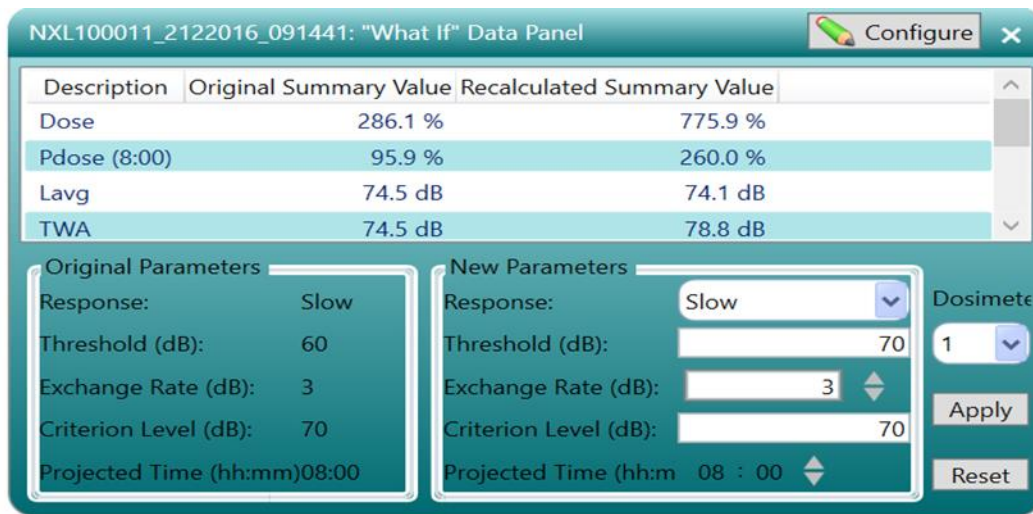 NXL100011_2122016_091441: "What If" Data Panel Configure
Description Original Summary Value Recalculated Summary Value
Dose 286.1 % 775.9 %
Pdose (8:00) 95.9 % 260.0 %
Lavg 74.5 dB 74.1 dB
TWA 74.5 dB 78.8 dB
Original Parameters
Response: Slow
Threshold (dB): 60
Exchange Rate (dB): 3
Criterion Level (dB): 70
Projected Time (hh:mm)08:00
New Parameters
Response: Slow
Threshold (dB): 70
Exchange Rate (dB): 3
Criterion Level (dB): 70
Projected Time (hh:m 08 : 00
Dosimete
1
Apply
Reset